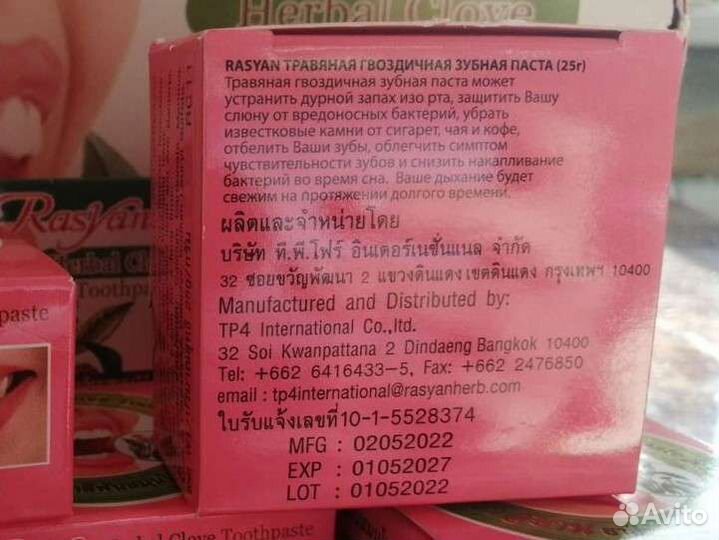 Herbal Clove
RASYAN ТРАВЯНАЯ ГВОЗДИЧНАЯ ЗУБНАЯ ПАСТА (25г)
Травяная гвоздичная зубная паста может
устранить дурной запах изо рта, защитить Вашу
слюну от вредоносных бактерий, убрать
известковые камни от сигарет, чая и кофе,
отбелить Ваши зубы, облегчить симптом
чувствительности зубов и снизить накапливание
бактерий во время сна. Ваше дыхание будет
свежим на протяжении долгого времени.
ผลิตและจำหน่ายโดย
บริษัท ที.พี.โฟร์ อินเตอร์เนชั่นแนล จำกัด
32 ซอยขวัญพัฒนา 2 แขวงดินแดง เขตดินแดง กรุงเทพฯ 10400
Manufactured and Distributed by:
TP4 International Co.,ltd.
32 Soi Kwanpattana 2 Dindaeng Bangkok 10400
Tel: +662 6416433-5, Fax: +662 2476850
email : tp4international@rasyanherb.com
ใบรับแจ้งเลขที่10-1-5528374
MFG : 02052022
EXP : 01052027
LOT : 01052022
Rasyan
Herbal Clove
Toothpaste
Clove Toothpaste
Avito